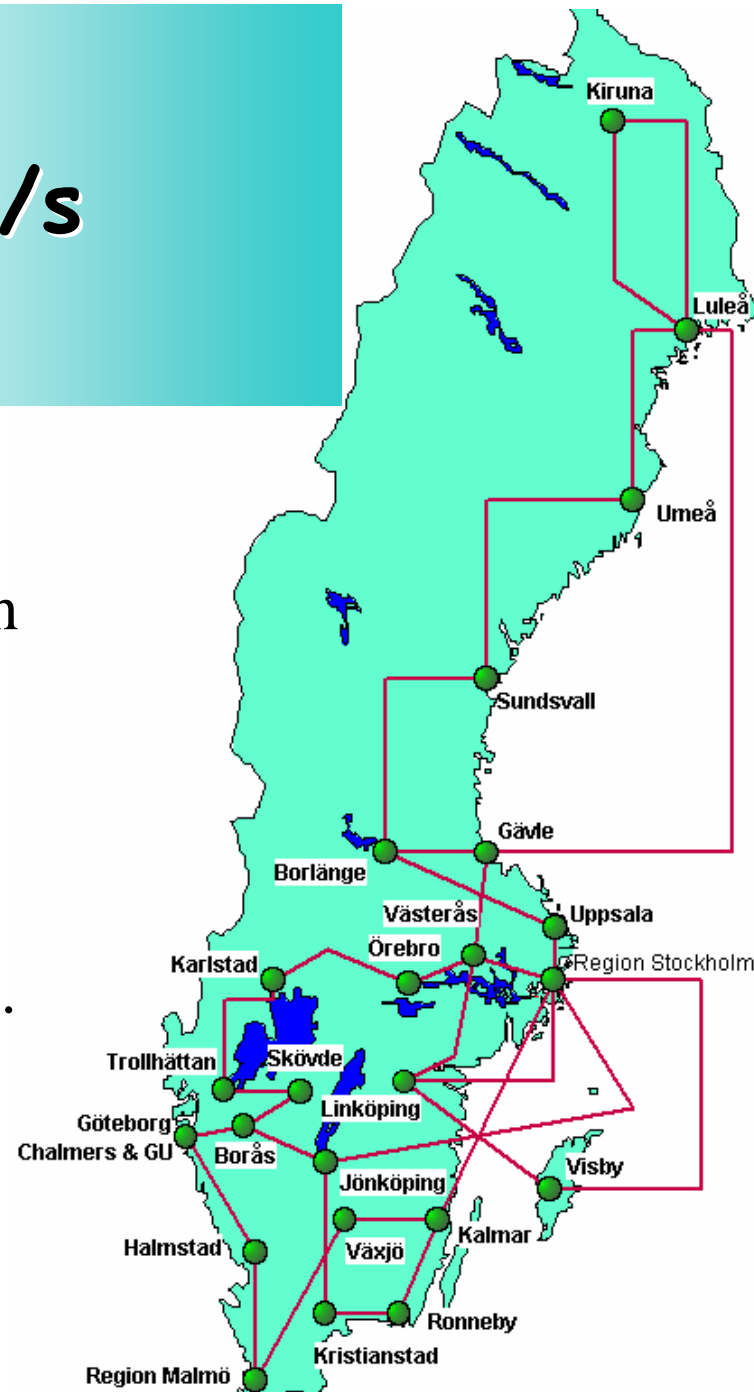 /s
n
.
Kiruna
Luleå
Umeå
Sundsvall
Gävle
Borlänge
Västerås
Uppsala
Örebro
Karlstad
Region Stockholm
Trollhättan
Skövde
Linköping
Göteborg
Chalmers & GU
Borås
Jönköping
Visby
Kalmar
Halmstad
Växjö
Ronneby
Kristianstad
Region Malmö